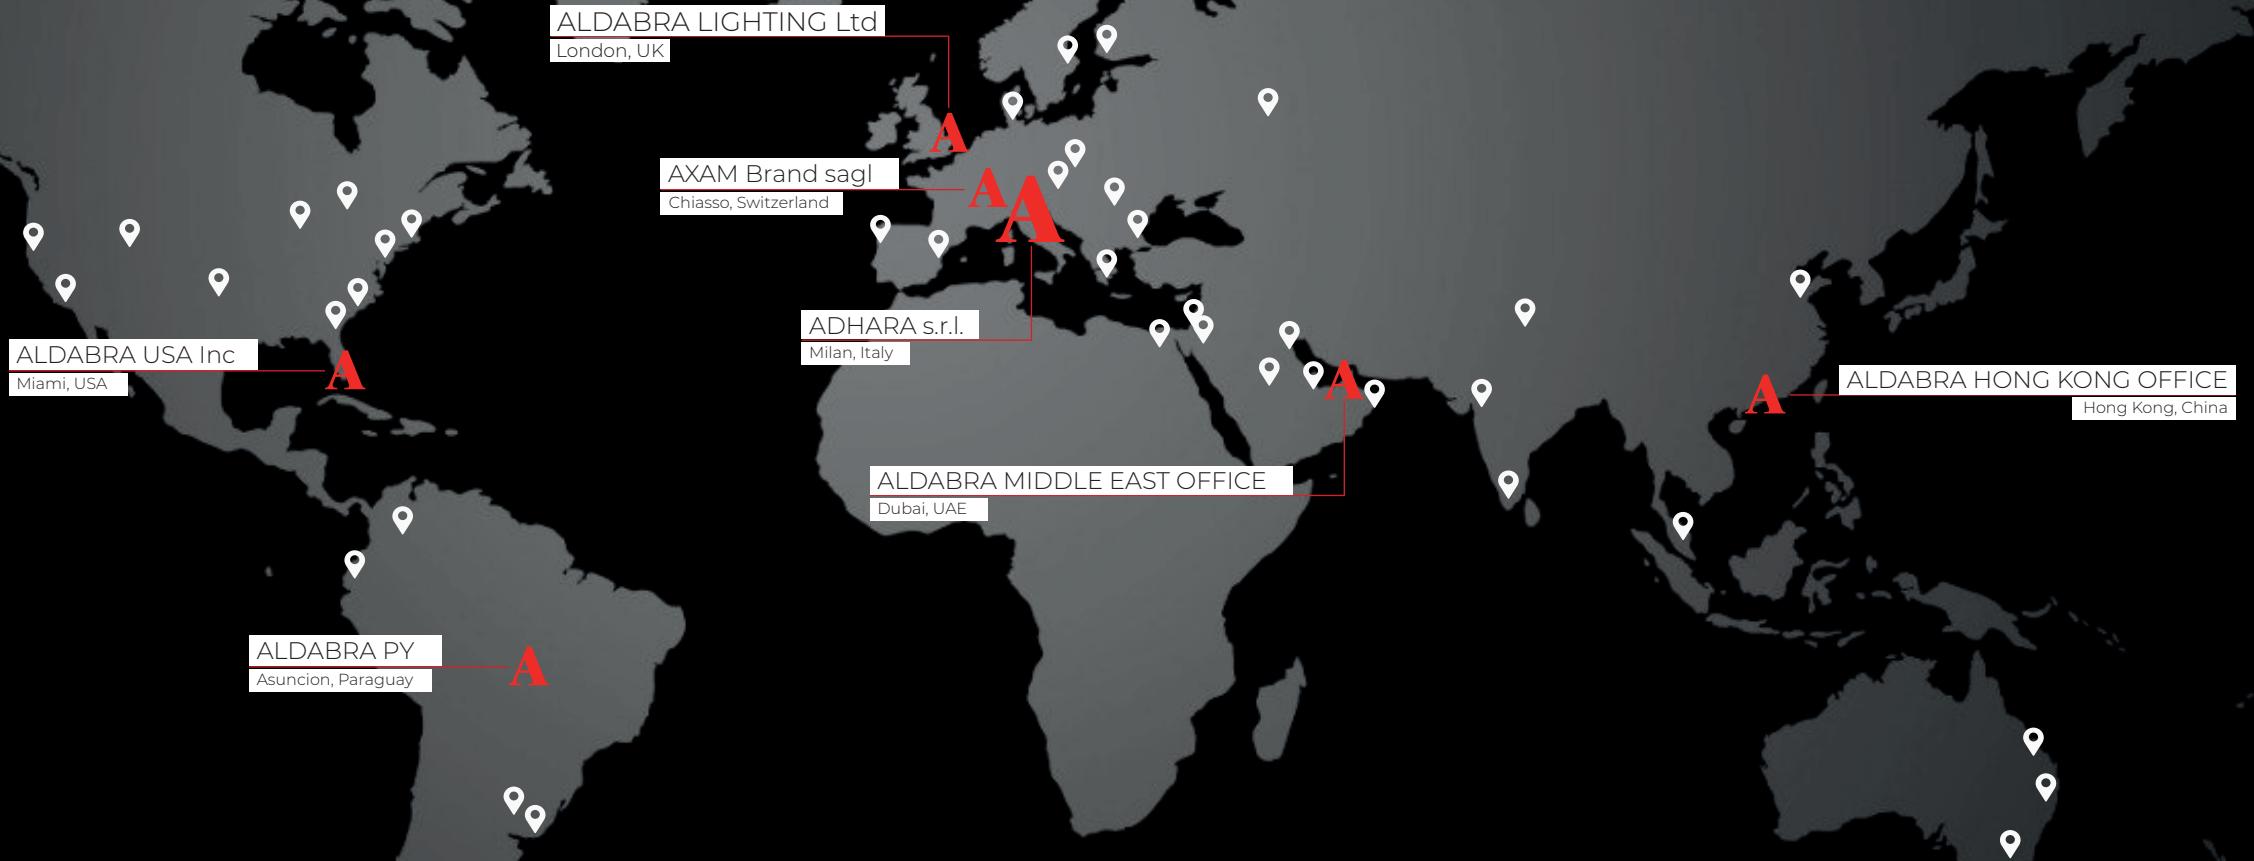 ALDABRA LIGHTING Ltd
London, UK
A
AXAM Brand sagl
Chiasso, Switzerland
A
A
ADHARA s.r.l.
Milan, Italy
ALDABRA USA Inc
Miami, USA
A
A
ALDABRA HONG KONG OFFICE
Hong Kong, China
A
ALDABRA MIDDLE EAST OFFICE
Dubai, UAE
ALDABRA PY
Asuncion, Paraguay
A